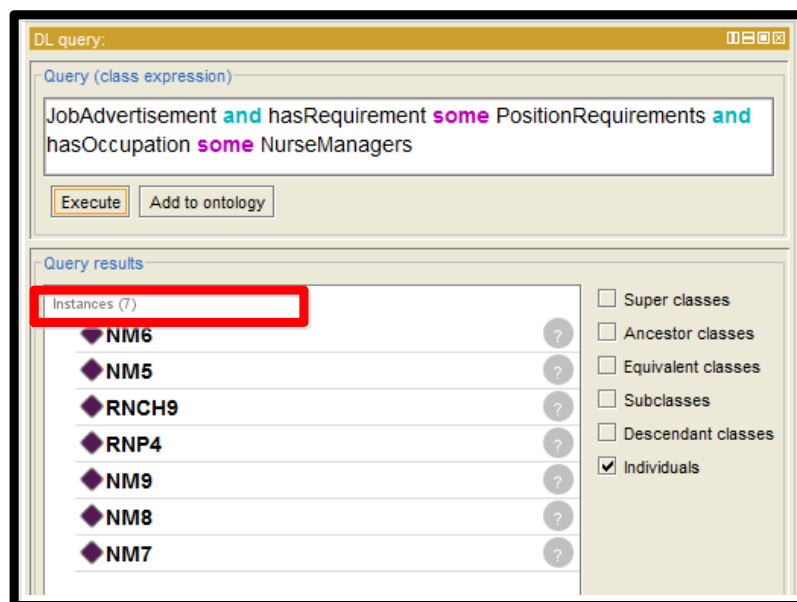 DL query:
Query (class expression)
JobAdvertisement and hasRequirement some PositionRequirements and
hasOccupation some NurseManagers
Execute Add to ontology
Query results
Instances (7)
Super classes
NM6 ?
Ancestor classes
NM5 ?
Equivalent classes
RNCH9 ?
Subclasses
RNP4 ?
Descendant classes
NM9 ?
Individuals
NM8 ?
NM7 ?